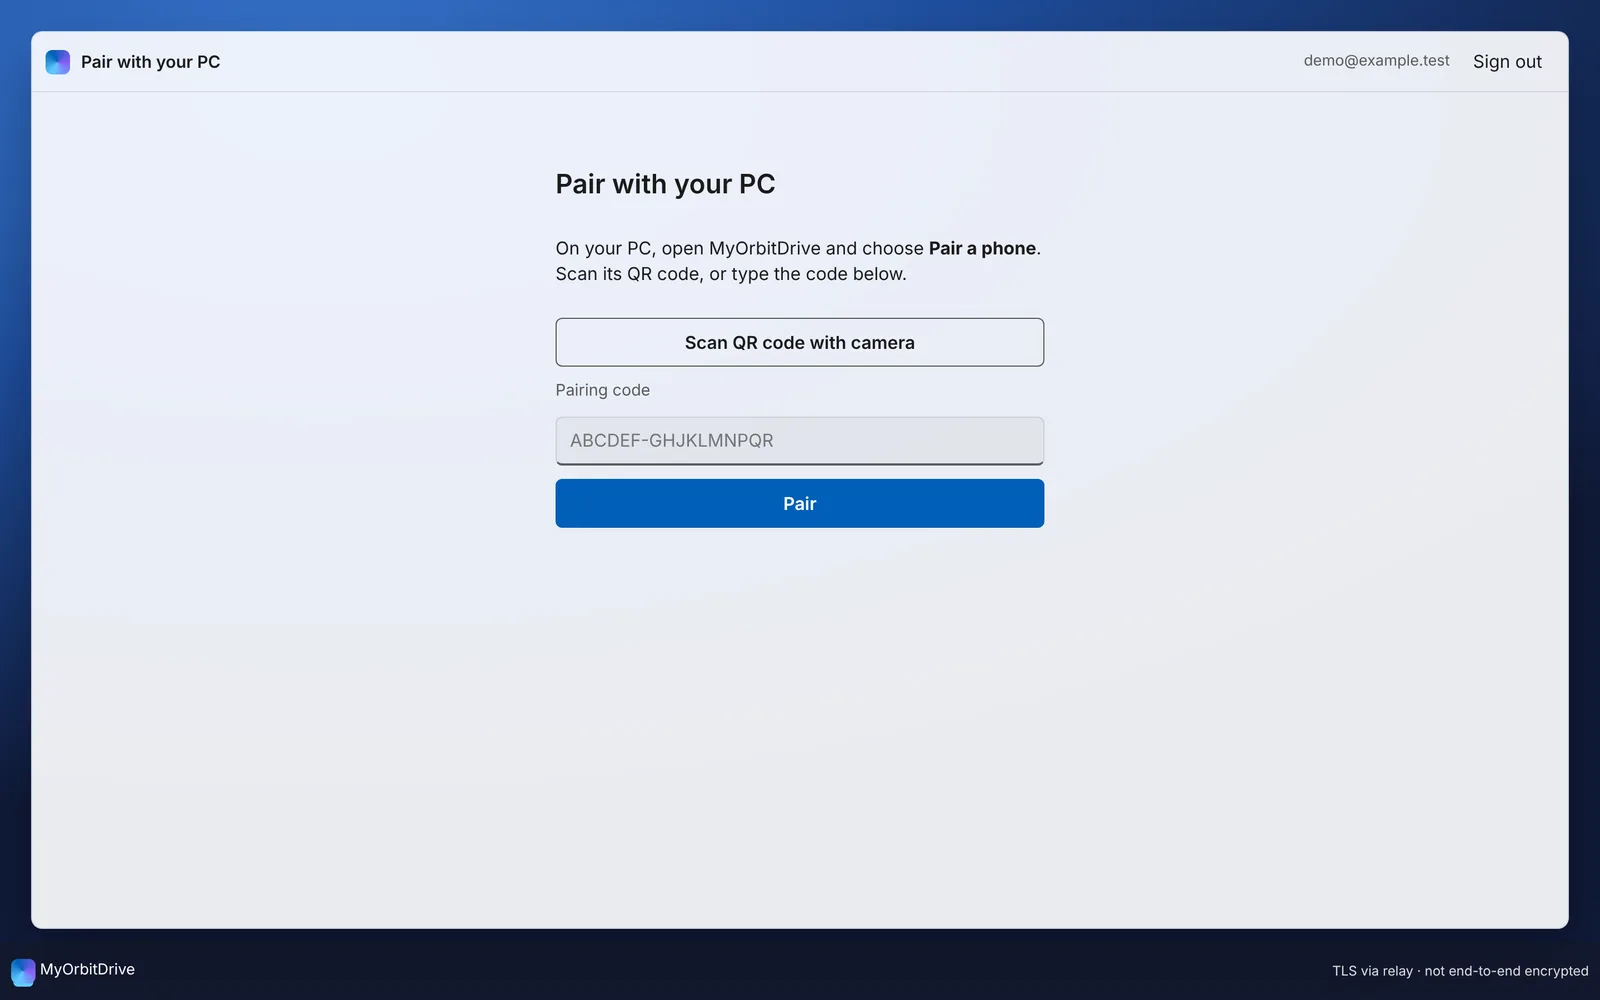 Pair with your PC
demo@example.test
Sign out
Pair with your PC
On your PC, open MyOrbitDrive and choose Pair a phone.
Scan its QR code, or type the code below.
Scan QR code with camera
Pairing code
ABCDEF-GHJKLMNPQR
Pair
MyOrbitDrive
TLS via relay · not end-to-end encrypted